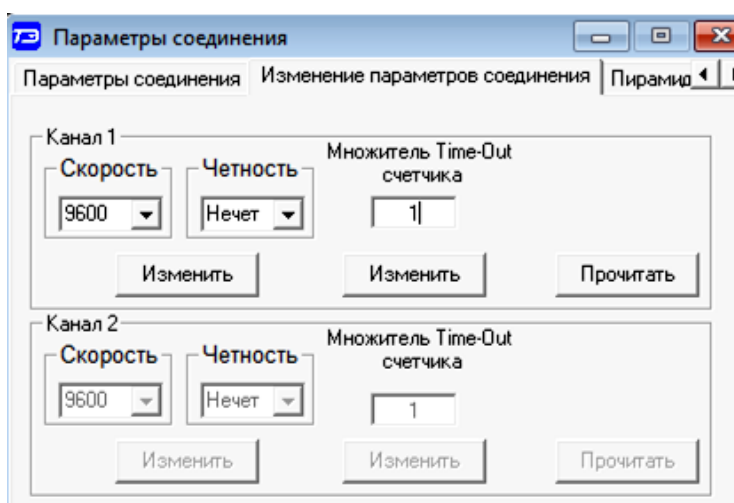 Параметры соединения
Параметры соединения Изменение параметров соединения
Канал 1
Скорость Четность Множитель Time-Out счетчика
9600 Нечет 1
Изменить Изменить Прочитать
Канал 2
Скорость Четность Множитель Time-Out счетчика
9600 Нечет 1
Изменить Изменить Прочитать